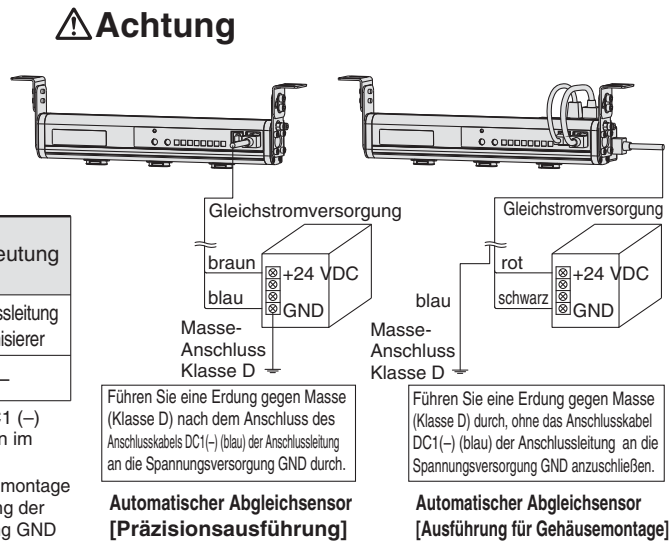 ⚠Achtung
eutung
ssleitung
isierer
–
C1 (–)
n im
montage
ng der
ng GND
Gleichstromversorgung
braun
+24 VDC
blau
GND
Masse-
Anschluss
Klasse D
Führen Sie eine Erdung gegen Masse
(Klasse D) nach dem Anschluss des
Anschlusskabels DC1(–) (blau) der Anschlussleitung
an die Spannungsversorgung GND durch.
Automatischer Abgleichsensor
[Präzisionsausführung]
Gleichstromversorgung
rot
+24 VDC
blau
schwarz
GND
Masse-
Anschluss
Klasse D
Führen Sie eine Erdung gegen Masse
(Klasse D) durch, ohne das Anschlusskabel
DC1(–) (blau) der Anschlussleitung an die
Spannungsversorgung GND anzuschließen.
Automatischer Abgleichsensor
[Ausführung für Gehäusemontage]